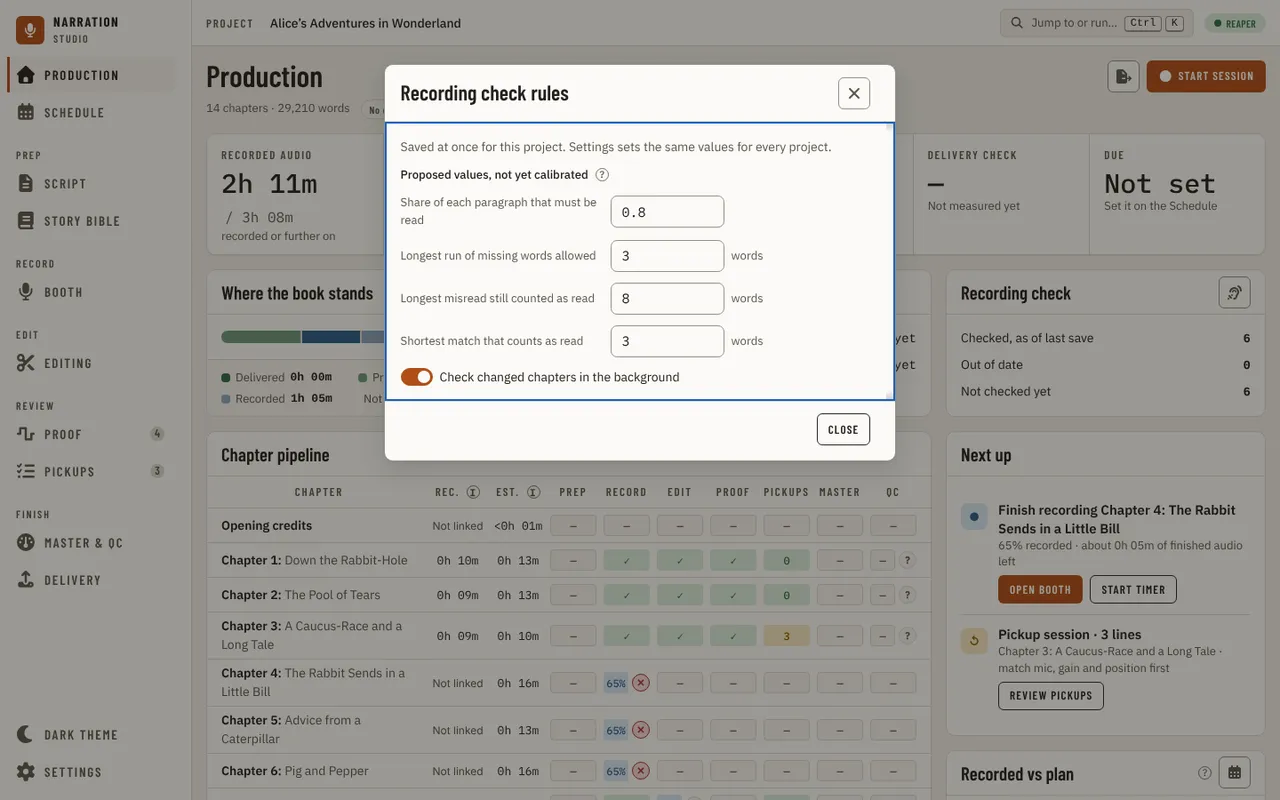 NARRATION
STUDIO
PROJECT Alice's Adventures in Wonderland
Jump to or run... Ctrl K
REAPER
PRODUCTION
SCHEDULE
PREP
SCRIPT
STORY BIBLE
RECORD
BOOTH
EDIT
EDITING
REVIEW
PROOF 4
PICKUPS 3
FINISH
MASTER & QC
DELIVERY
DARK THEME
SETTINGS
Production
14 chapters · 29,210 words
START SESSION
RECORDED AUDIO
2h 11m
/ 3h 08m
recorded or further on
DELIVERY CHECK
—
Not measured yet
DUE
Not set
Set it on the Schedule
Recording check rules
Saved at once for this project. Settings sets the same values for every project.
Proposed values, not yet calibrated ?
Share of each paragraph that must be
read
0.8
Longest run of missing words allowed 3 words
Longest misread still counted as read 8 words
Shortest match that counts as read 3 words
Check changed chapters in the background
CLOSE
Where the book stands
Delivered 0h 00m
Recorded 1h 05m
yet
yet
Recording check
Checked, as of last save 6
Out of date 0
Not checked yet 6
Chapter pipeline
CHAPTER REC. EST. PREP RECORD EDIT PROOF PICKUPS MASTER QC
Opening credits Not linked <0h 01m — — — — — — —
Chapter 1: Down the Rabbit-Hole 0h 10m 0h 13m — ✓ ✓ ✓ 0 — — ?
Chapter 2: The Pool of Tears 0h 09m 0h 13m — ✓ ✓ ✓ 0 — — ?
Chapter 3: A Caucus-Race and a
Long Tale
0h 09m 0h 10m — ✓ ✓ ✓ 3 — — ?
Chapter 4: The Rabbit Sends in a
Little Bill
Not linked 0h 16m — 65% — — — — —
Chapter 5: Advice from a
Caterpillar
Not linked 0h 13m — 65% — — — — —
Chapter 6: Pig and Pepper Not linked 0h 16m — 65% — — — — —
Next up
Finish recording Chapter 4: The Rabbit
Sends in a Little Bill
65% recorded · about 0h 05m of finished audio
left
OPEN BOOTH START TIMER
Pickup session · 3 lines
Chapter 3: A Caucus-Race and a Long Tale ·
match mic, gain and position first
REVIEW PICKUPS
Recorded vs plan ?